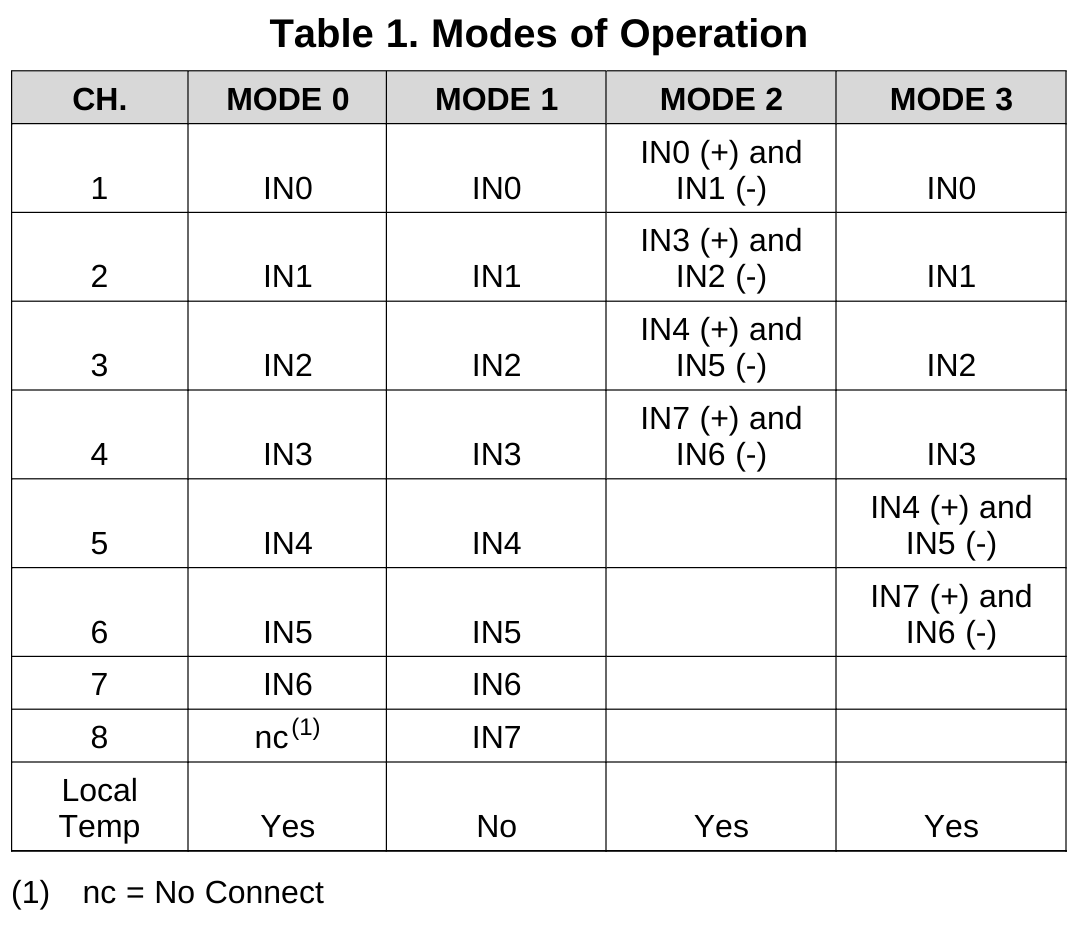 Table 1. Modes of Operation
CH. MODE 0 MODE 1 MODE 2 MODE 3
IN0 (+) and
1 IN0 IN0 IN1 (-) IN0
IN3 (+) and
2 IN1 IN1 IN2 (-) IN1
IN4 (+) and
3 IN2 IN2 IN5 (-) IN2
IN7 (+) and
4 IN3 IN3 IN6 (-) IN3
IN4 (+) and
5 IN4 IN4 IN5 (-)
IN7 (+) and
6 IN5 IN5 IN6 (-)
7 IN6 IN6
8 nc(1) IN7
Local
Temp Yes No Yes Yes
(1) nc = No Connect